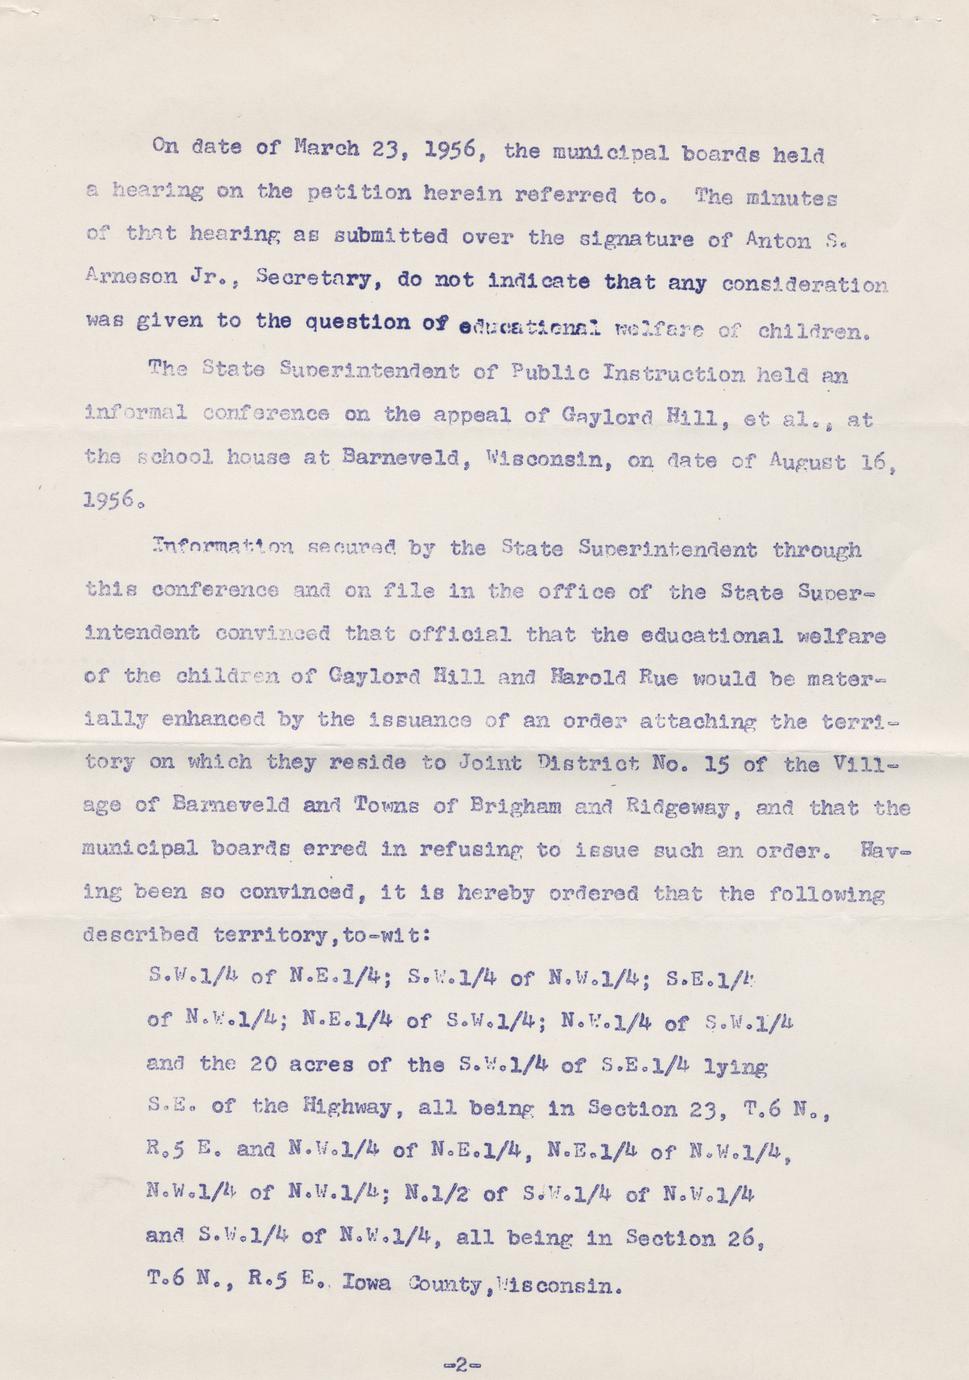 On date of March 23, 1956, the municipal boards held
a hearing on the petition herein referred to.  The minutes
of that hearing as submitted over the signature of Anton S.
Arneson Jr., Secretary, do not indicate that any consideration
was given to the question of educational welfare of children.
The State Superintendent of Public Instruction held an
informal conference on the appeal of Gaylord Hill, et al., at
the school house at Barneveld, Wisconsin, on date of August 16,
1956.
Information secured by the State Superintendent through
this conference and on file in the office of the State Super-
intendent convinced that official that the educational welfare
of the children of Gaylord Hill and Harold Rue would be mater-
ially enhanced by the issuance of an order attaching the terri-
tory on which they reside to Joint District No. 15 of the Vill-
age of Barneveld and Towns of Brigham and Ridgeway, and that the
municipal boards erred in refusing to issue such an order.  Hav-
ing been so convinced, it is hereby ordered that the following
described territory,to-wit:
S.W.1/4 of N.E.1/4; S.W.1/4 of N.W.1/4; S.E.1/4
of N.W.1/4; N.E.1/4 of S.W.1/4; N.W.1/4 of S.W.1/4
and the 20 acres of the S.W.1/4 of S.E.1/4 lying
S.E. of the Highway, all being in Section 23, T.6 N.,
R.5 E. and N.W.1/4 of N.E.1/4, N.E.1/4 of N.W.1/4,
N.W.1/4 of N.W.1/4; N.1/2 of S.W.1/4 of N.W.1/4
and S.W.1/4 of N.W.1/4, all being in Section 26,
T.6 N., R.5 E. Iowa County,Wisconsin.
-2-